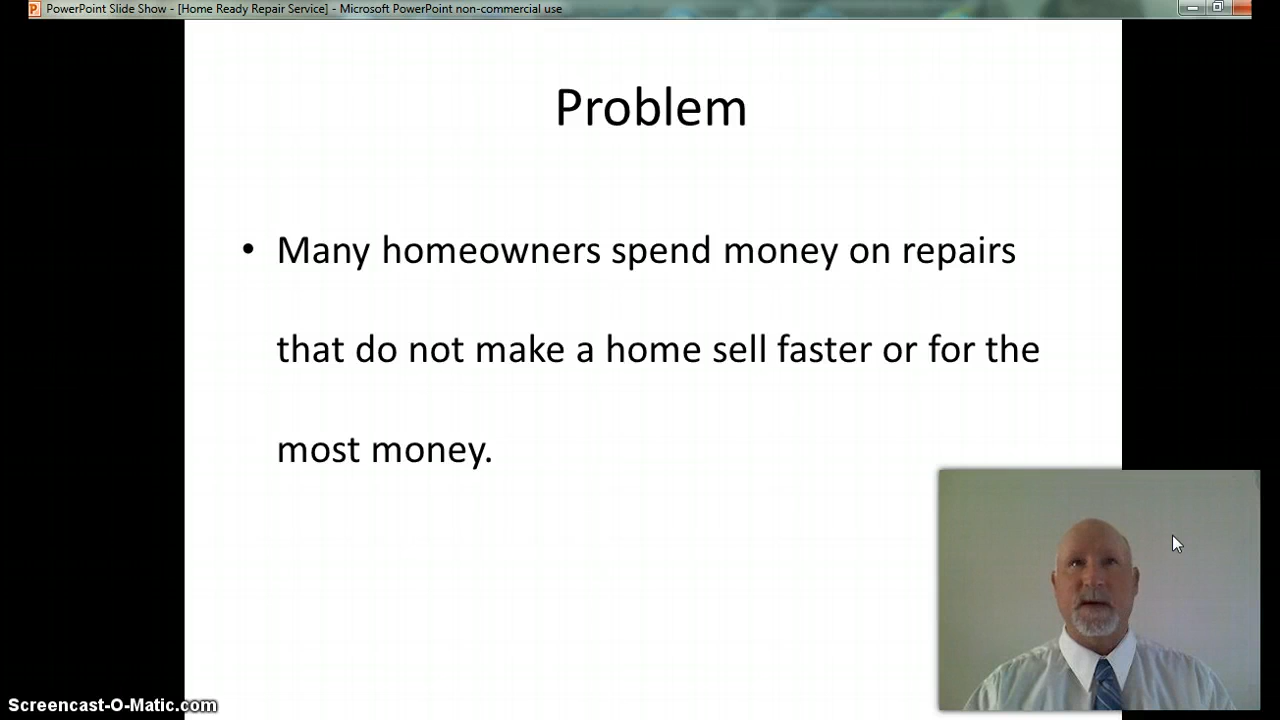 PowerPoint Slide Show - [Home Ready Repair Service] - Microsoft PowerPoint non-commercial use
Problem
• Many homeowners spend money on repairs
that do not make a home sell faster or for the
most money.
Screencast-O-Matic.com